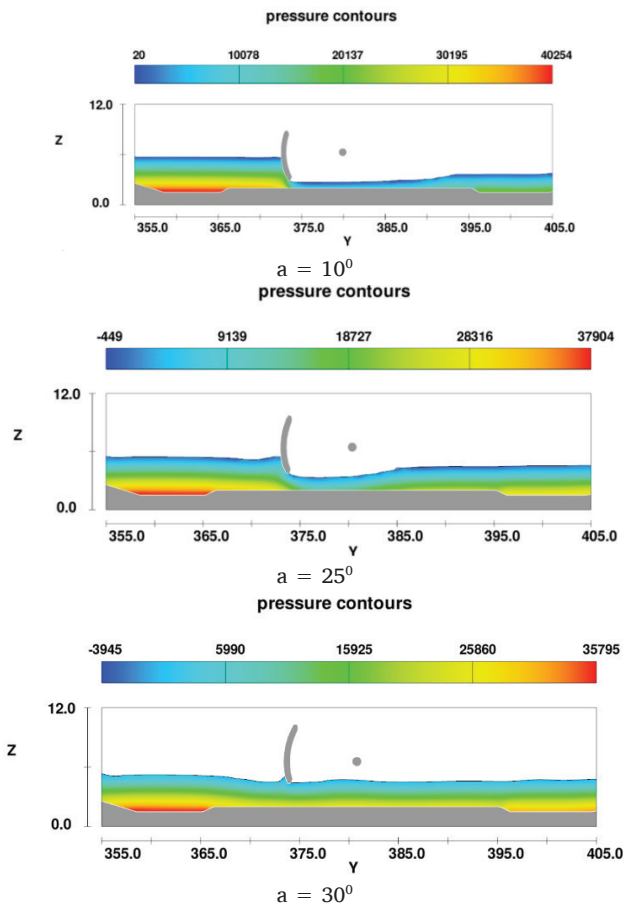 pressure contours
20 10078 20137 30195 40254
12.0
Z
0.0
355.0 365.0 375.0 385.0 395.0 405.0
Y
a = 10⁰
pressure contours
-449 9139 18727 28316 37904
12.0
Z
0.0
355.0 365.0 375.0 385.0 395.0 405.0
Y
a = 25⁰
pressure contours
-3945 5990 15925 25860 35795
12.0
Z
0.0
355.0 365.0 375.0 385.0 395.0 405.0
Y
a = 30⁰